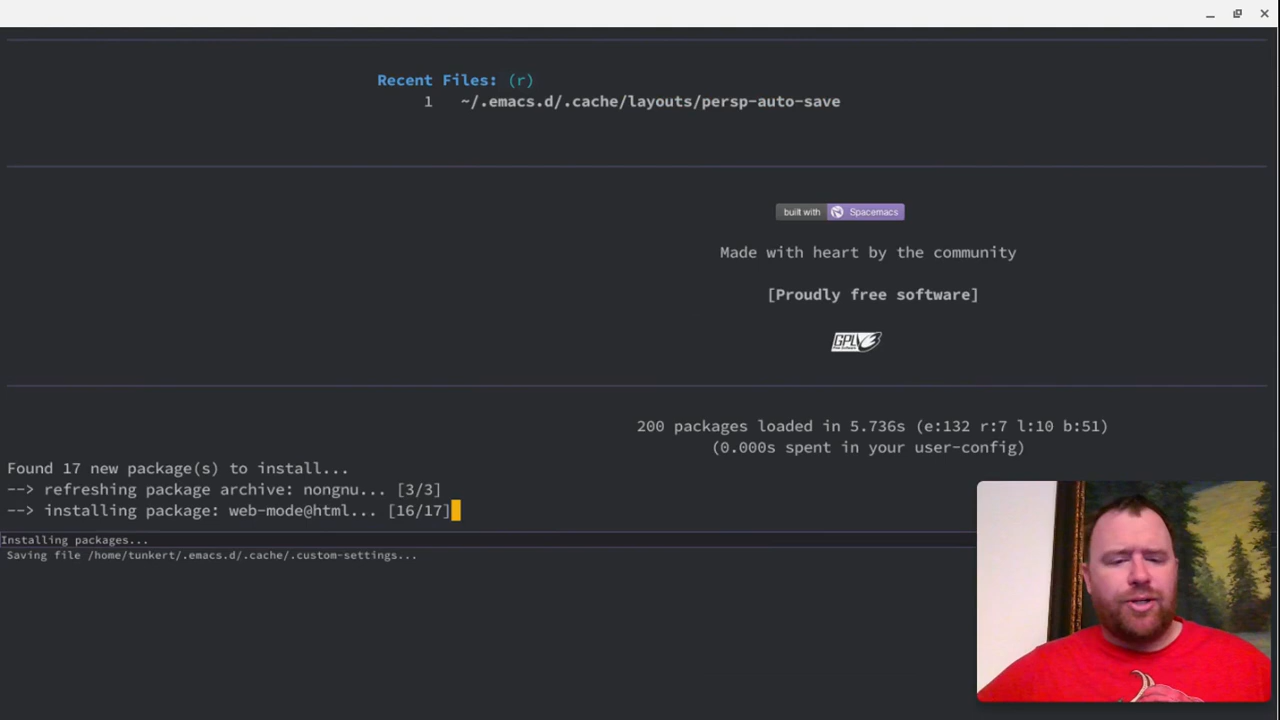 Recent Files: (r)
1 ~/.emacs.d/.cache/layouts/persp-auto-save
built with Spacemacs
Made with heart by the community
[Proudly free software]
GPLv3
200 packages loaded in 5.736s (e:132 r:7 l:10 b:51)
(0.000s spent in your user-config)
Found 17 new package(s) to install...
--> refreshing package archive: nongnu... [3/3]
--> installing package: web-mode@html... [16/17]
Installing packages...
Saving file /home/tunkert/.emacs.d/.cache/.custom-settings...